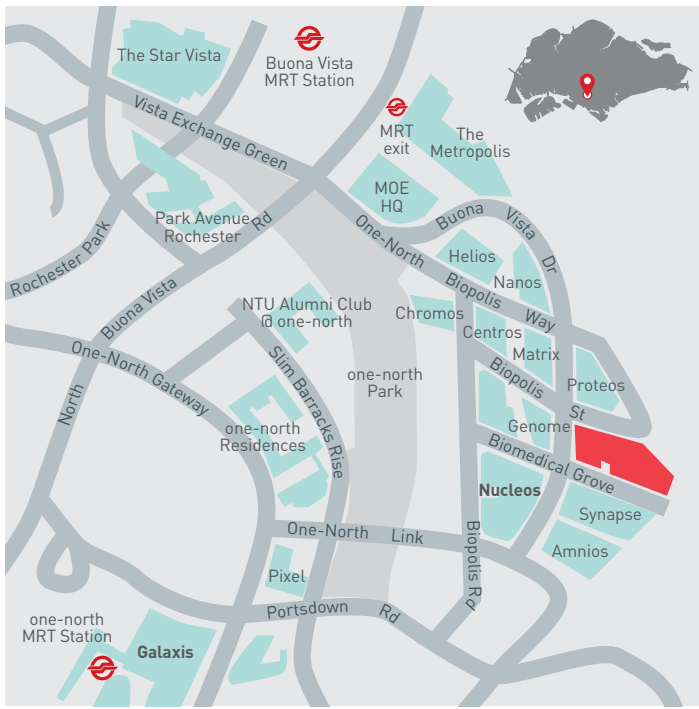 The Star Vista
Buona Vista
MRT Station
Vista Exchange Green
MRT
exit
The
Metropolis
MOE
HQ
Park Avenue
Rochester
Rochester Park
North Buona Vista Rd
One-North
Buona Vista Dr
Helios
Nanos
Biopolis Way
Chromos
Centros
Matrix
Proteos
Biopolis St
NTU Alumni Club
@ one-north
Slim Barracks Rise
one-north
Park
One-North Gateway
one-north
Residences
Genome
Biomedical Grove
Nucleos
Synapse
Amnios
One-North Link
Biopolis Rd
Pixel
Portsdown Rd
one-north
MRT Station
Galaxis